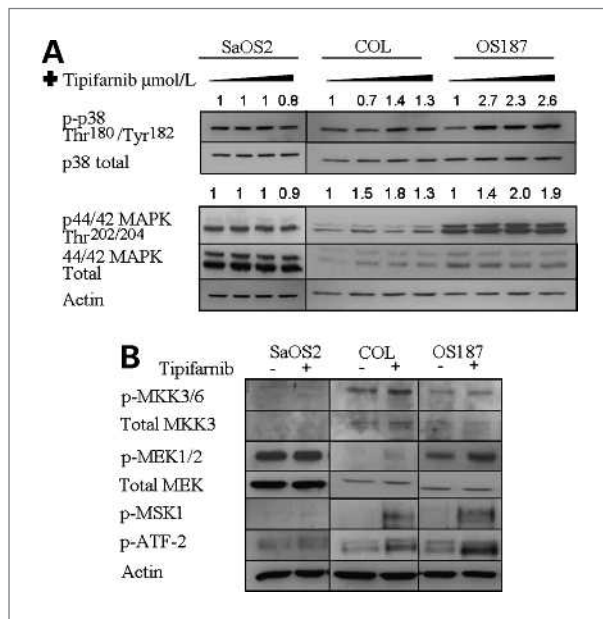 A
SaOS2 COL OS187
+ Tipifarnib μmol/L
1 1 1 0.8 1 0.7 1.4 1.3 1 2.7 2.3 2.6
p-p38
Thr180/Tyr182
p38 total
1 1 1 0.9 1 1.5 1.8 1.3 1 1.4 2.0 1.9
p44/42 MAPK
Thr202/204
44/42 MAPK
Total
Actin
B
SaOS2 COL OS187
Tipifarnib - + - + - +
p-MKK3/6
Total MKK3
p-MEK1/2
Total MEK
p-MSK1
p-ATF-2
Actin